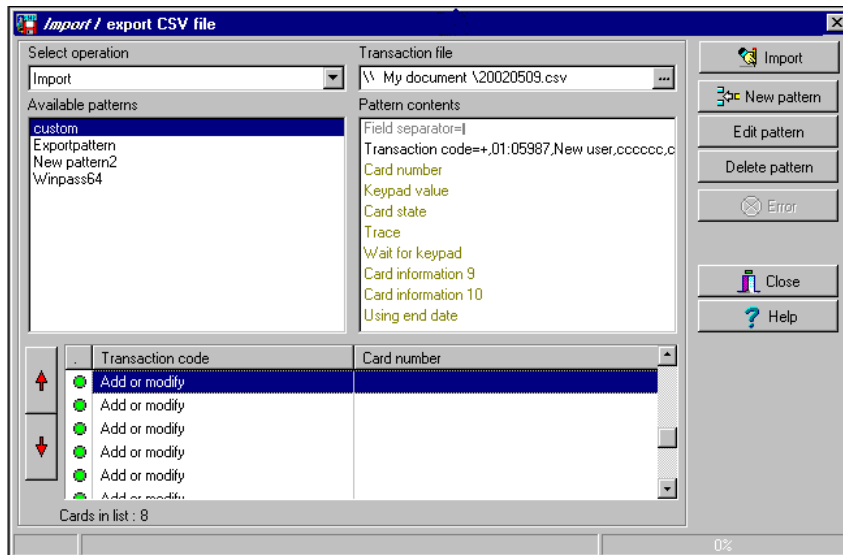 Import / export CSV file
Select operation
Import
Transaction file
\\ My document \20020509.csv
...
Available patterns
custom
Exportpattern
New pattern2
Winpass64
Pattern contents
Field separator=|
Transaction code=+,01:05987,New user,cccccc,c
Card number
Keypad value
Card state
Trace
Wait for keypad
Card information 9
Card information 10
Using end date
Import
New pattern
Edit pattern
Delete pattern
Error
Close
Help
. Transaction code Card number
Add or modify
Add or modify
Add or modify
Add or modify
Add or modify
Add or modify
Cards in list : 8
0%